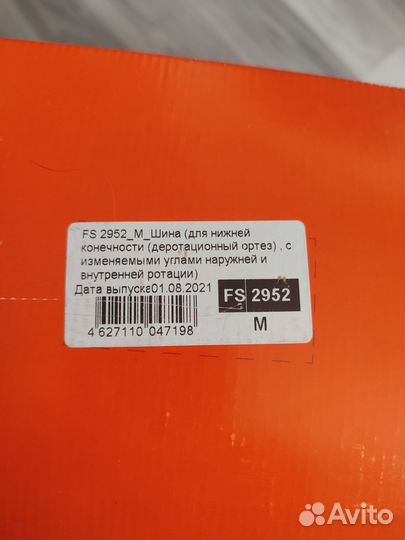 FS 2952_M_Шина (для нижней
конечности (деротационный ортез) , с
изменяемыми углами наружней и
внутренней ротации)
Дата выпуска01.08.2021
FS 2952
4 627110 047198
M
Avito